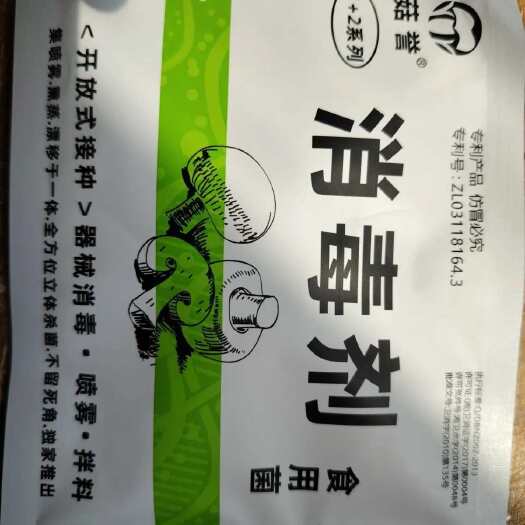 菇誉®
+2系列
专利产品 仿冒必究
专利号:ZL03118164.3
消毒剂
食用菌
<开放式接种>器械消毒·喷雾·拌料
集喷雾.熏蒸.漂移于一体.全方位立体杀菌.不留死角.独家推出